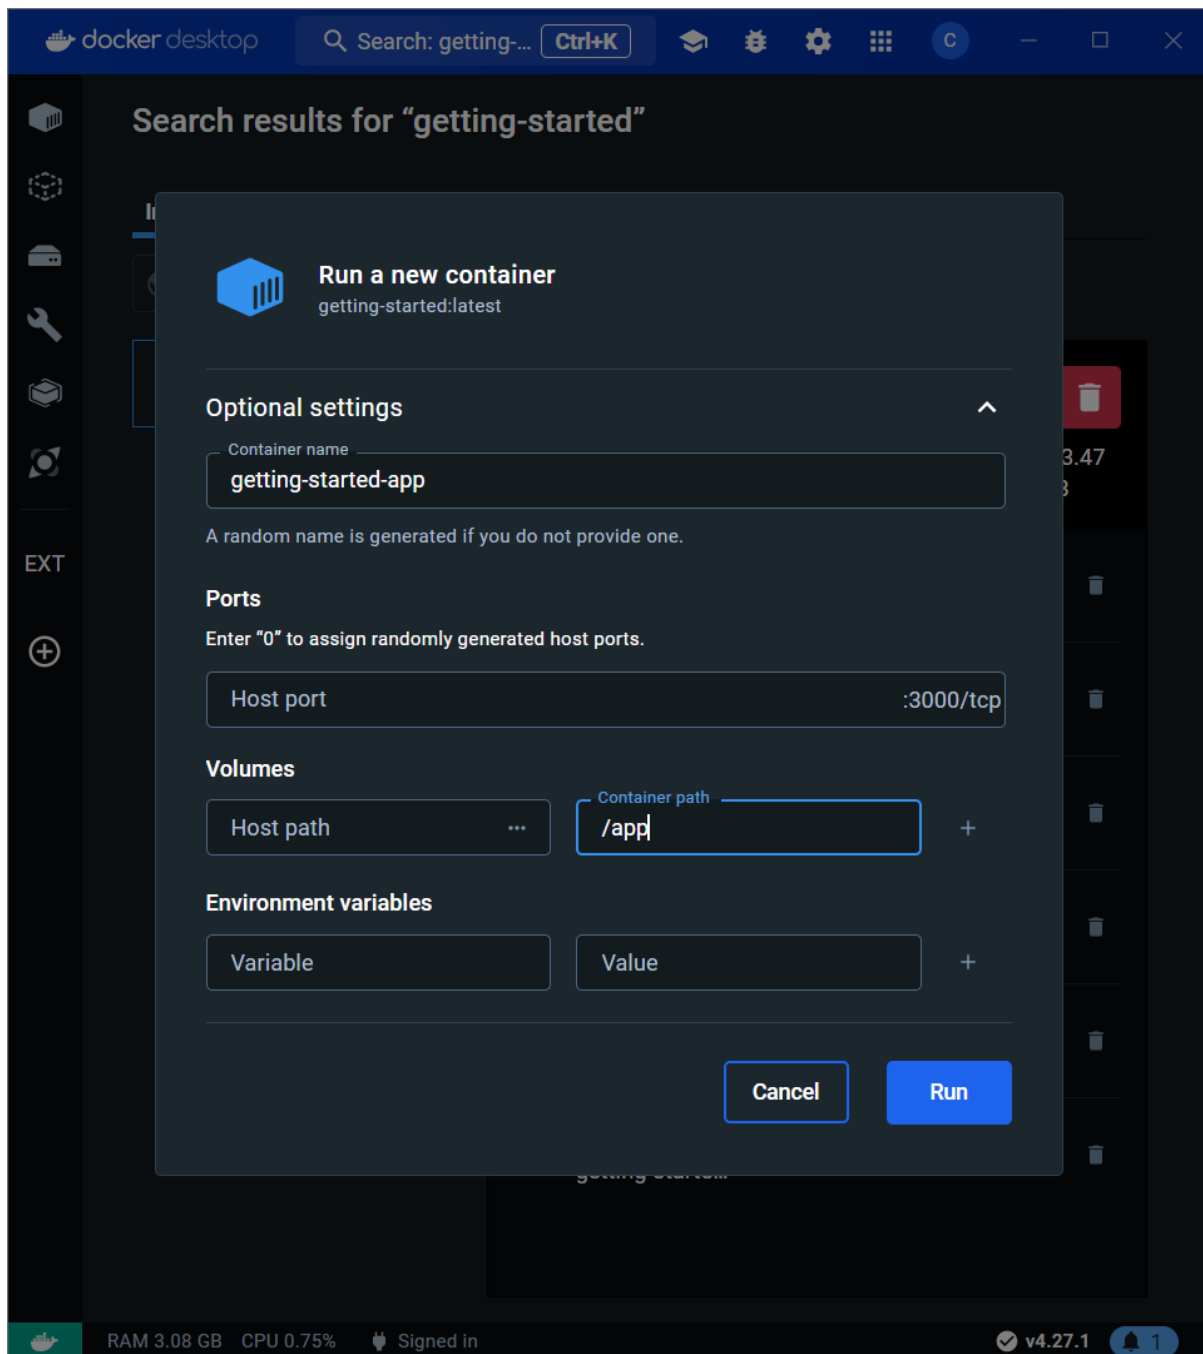 docker desktop
Search: getting-...
Ctrl+K
C
Search results for “getting-started”
Run a new container
getting-started:latest
Optional settings
Container name
getting-started-app
3.47
A random name is generated if you do not provide one.
EXT
Ports
Enter “0” to assign randomly generated host ports.
Host port
:3000/tcp
Volumes
Host path
...
Container path
/app
+
Environment variables
Variable
Value
+
Cancel
Run
RAM 3.08 GB CPU 0.75%
Signed in
v4.27.1
1